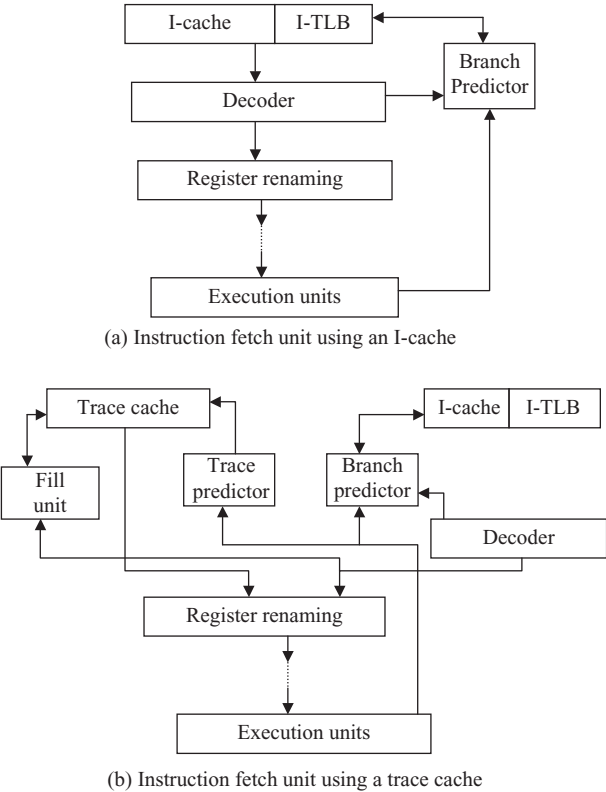 I-cache
I-TLB
Branch
Predictor
Decoder
Register renaming
Execution units
(a) Instruction fetch unit using an I-cache
Trace cache
I-cache
I-TLB
Fill
unit
Trace
predictor
Branch
predictor
Decoder
Register renaming
Execution units
(b) Instruction fetch unit using a trace cache